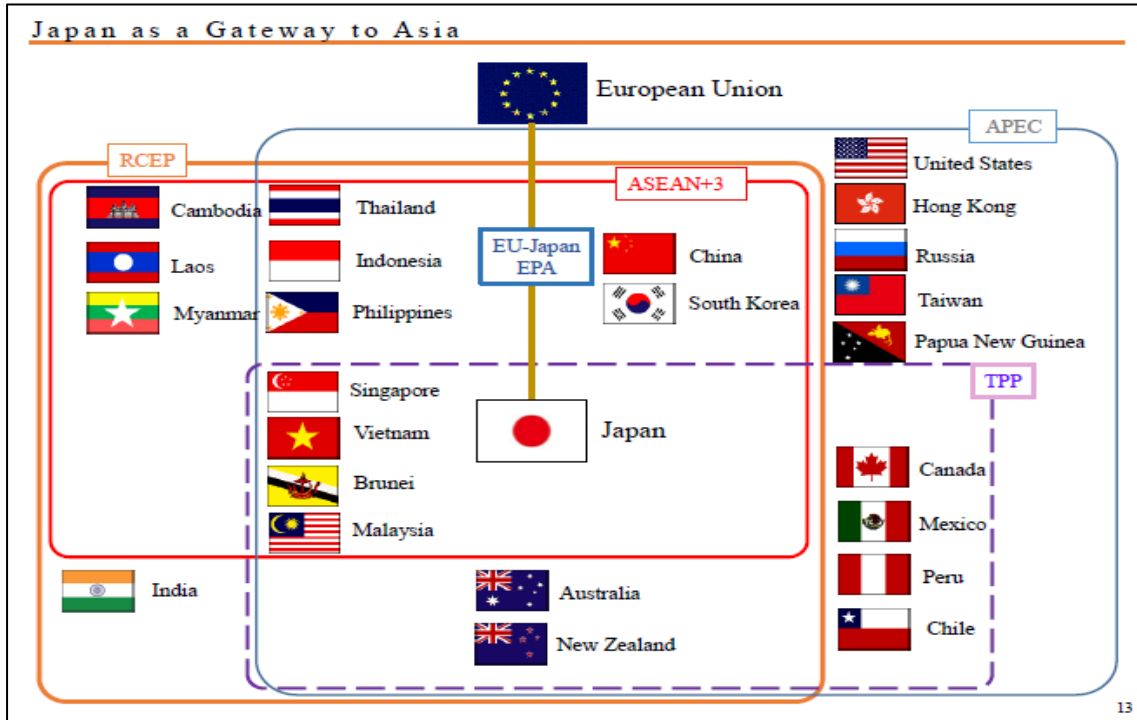 Japan as a Gateway to Asia
European Union
APEC
RCEP
United States
ASEAN+3
Cambodia
Thailand
Hong Kong
EU-Japan
EPA
China
Laos
Indonesia
Russia
Myanmar
Philippines
South Korea
Taiwan
Papua New Guinea
TPP
Singapore
Vietnam
Japan
Canada
Brunei
Mexico
Malaysia
India
Australia
Peru
New Zealand
Chile
13